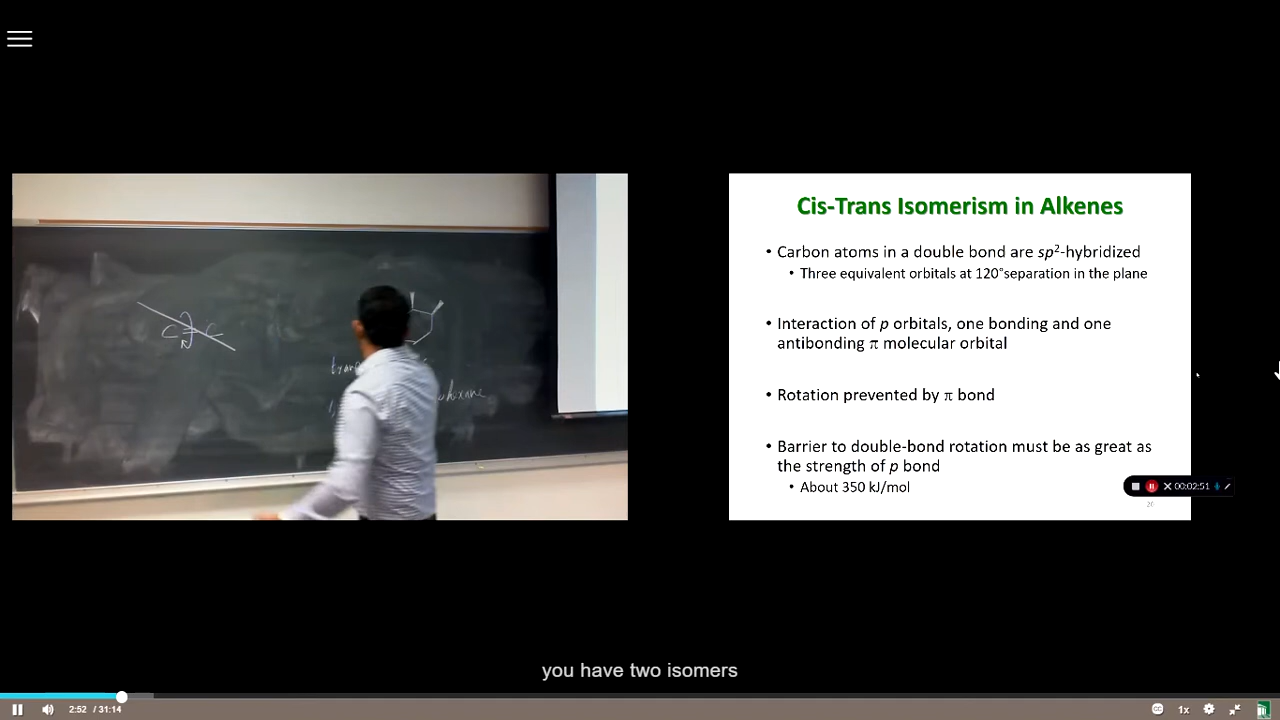 C=C
Cis-Trans Isomerism in Alkenes
• Carbon atoms in a double bond are sp²-hybridized
• Three equivalent orbitals at 120˚separation in the plane
• Interaction of p orbitals, one bonding and one
antibonding π molecular orbital
• Rotation prevented by π bond
• Barrier to double-bond rotation must be as great as
the strength of p bond
• About 350 kJ/mol
00:02:51
you have two isomers
2:52 / 31:14
CC
1x